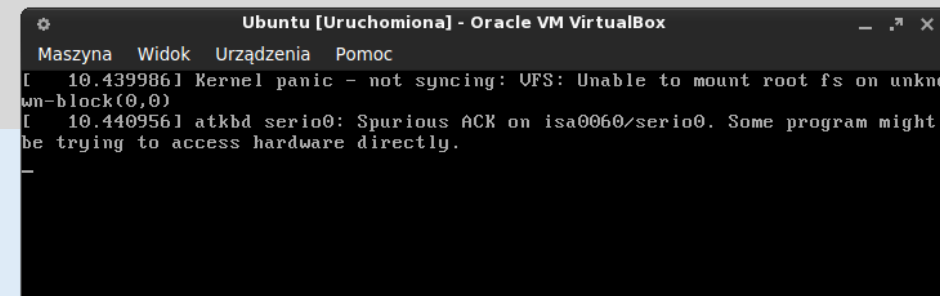 Ubuntu [Uruchomiona] - Oracle VM VirtualBox
Maszyna Widok Urządzenia Pomoc
[   10.439986] Kernel panic - not syncing: VFS: Unable to mount root fs on unkno
wn-block(0,0)
[   10.440956] atkbd serio0: Spurious ACK on isa0060/serio0. Some program might
be trying to access hardware directly.